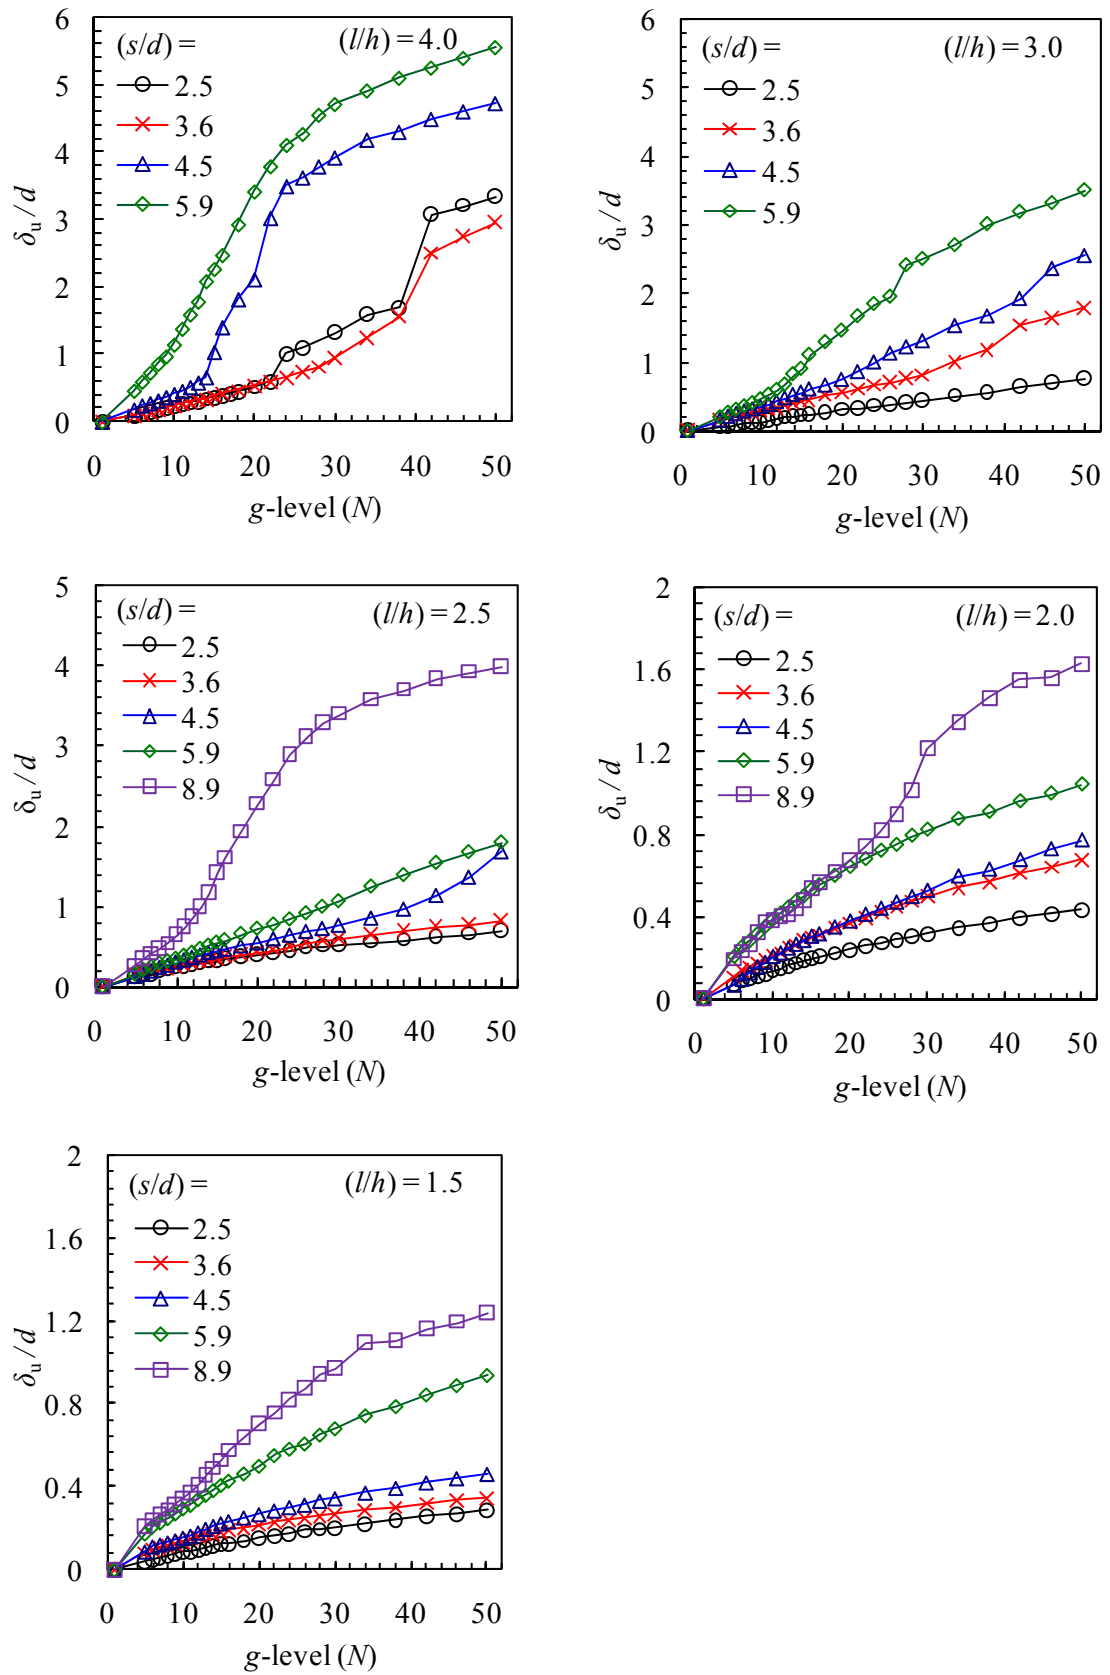 (s/d) =
(l/h) = 4.0
2.5
3.6
4.5
5.9
6
5
4
3
2
1
0
δu / d
0 10 20 30 40 50
g-level (N)
(s/d) =
(l/h) = 3.0
2.5
3.6
4.5
5.9
6
5
4
3
2
1
0
δu / d
0 10 20 30 40 50
g-level (N)
(s/d) =
(l/h) = 2.5
2.5
3.6
4.5
5.9
8.9
5
4
3
2
1
0
δu / d
0 10 20 30 40 50
g-level (N)
(s/d) =
(l/h) = 2.0
2.5
3.6
4.5
5.9
8.9
2
1.6
1.2
0.8
0.4
0
δu / d
0 10 20 30 40 50
g-level (N)
(s/d) =
(l/h) = 1.5
2.5
3.6
4.5
5.9
8.9
2
1.6
1.2
0.8
0.4
0
δu / d
0 10 20 30 40 50
g-level (N)